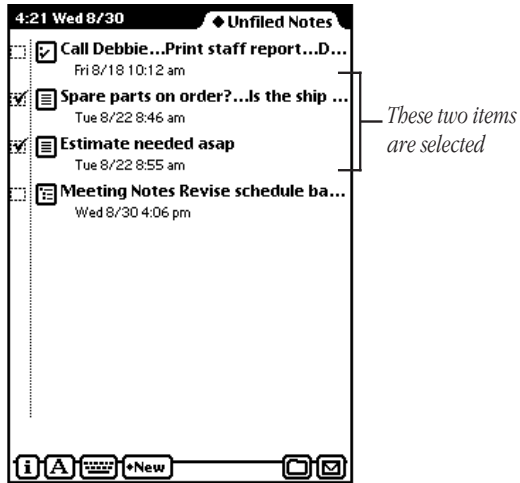 4:21 Wed 8/30
◆Unfiled Notes
Call Debbie...Print staff report...D...
Fri 8/18 10:12 am
Spare parts on order?...Is the ship ...
Tue 8/22 8:46 am
Estimate needed asap
Tue 8/22 8:55 am
Meeting Notes Revise schedule ba...
Wed 8/30 4:06 pm
These two items
are selected
i A ◆New